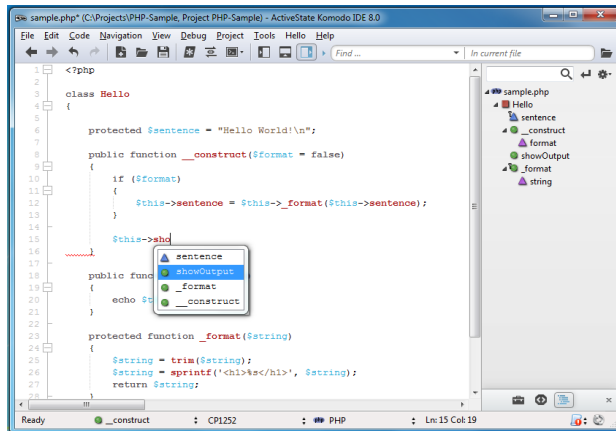 sample.php* (C:\Projects\PHP-Sample, Project PHP-Sample) - ActiveState Komodo IDE 8.0
File Edit Code Navigation View Debug Project Tools Hello Help
Find... In current file
1 <?php
2
3 class Hello
4 {
5
6 protected $sentence = "Hello World!\n";
7
8 public function __construct($format = false)
9 {
10 if ($format)
11 {
12 $this->sentence = $this->_format($this->sentence);
13 }
14
15 $this->sho
16 }
17
18 public func
19 {
20 echo $t
21 }
22
23 protected function _format($string)
24 {
25 $string = trim($string);
26 $string = sprintf('<h1>%s</h1>', $string);
27 return $string;
28 }
sentence
showOutput
_format
__construct
sample.php
Hello
sentence
__construct
format
showOutput
_format
string
Ready __construct CP1252 PHP Ln: 15 Col: 19